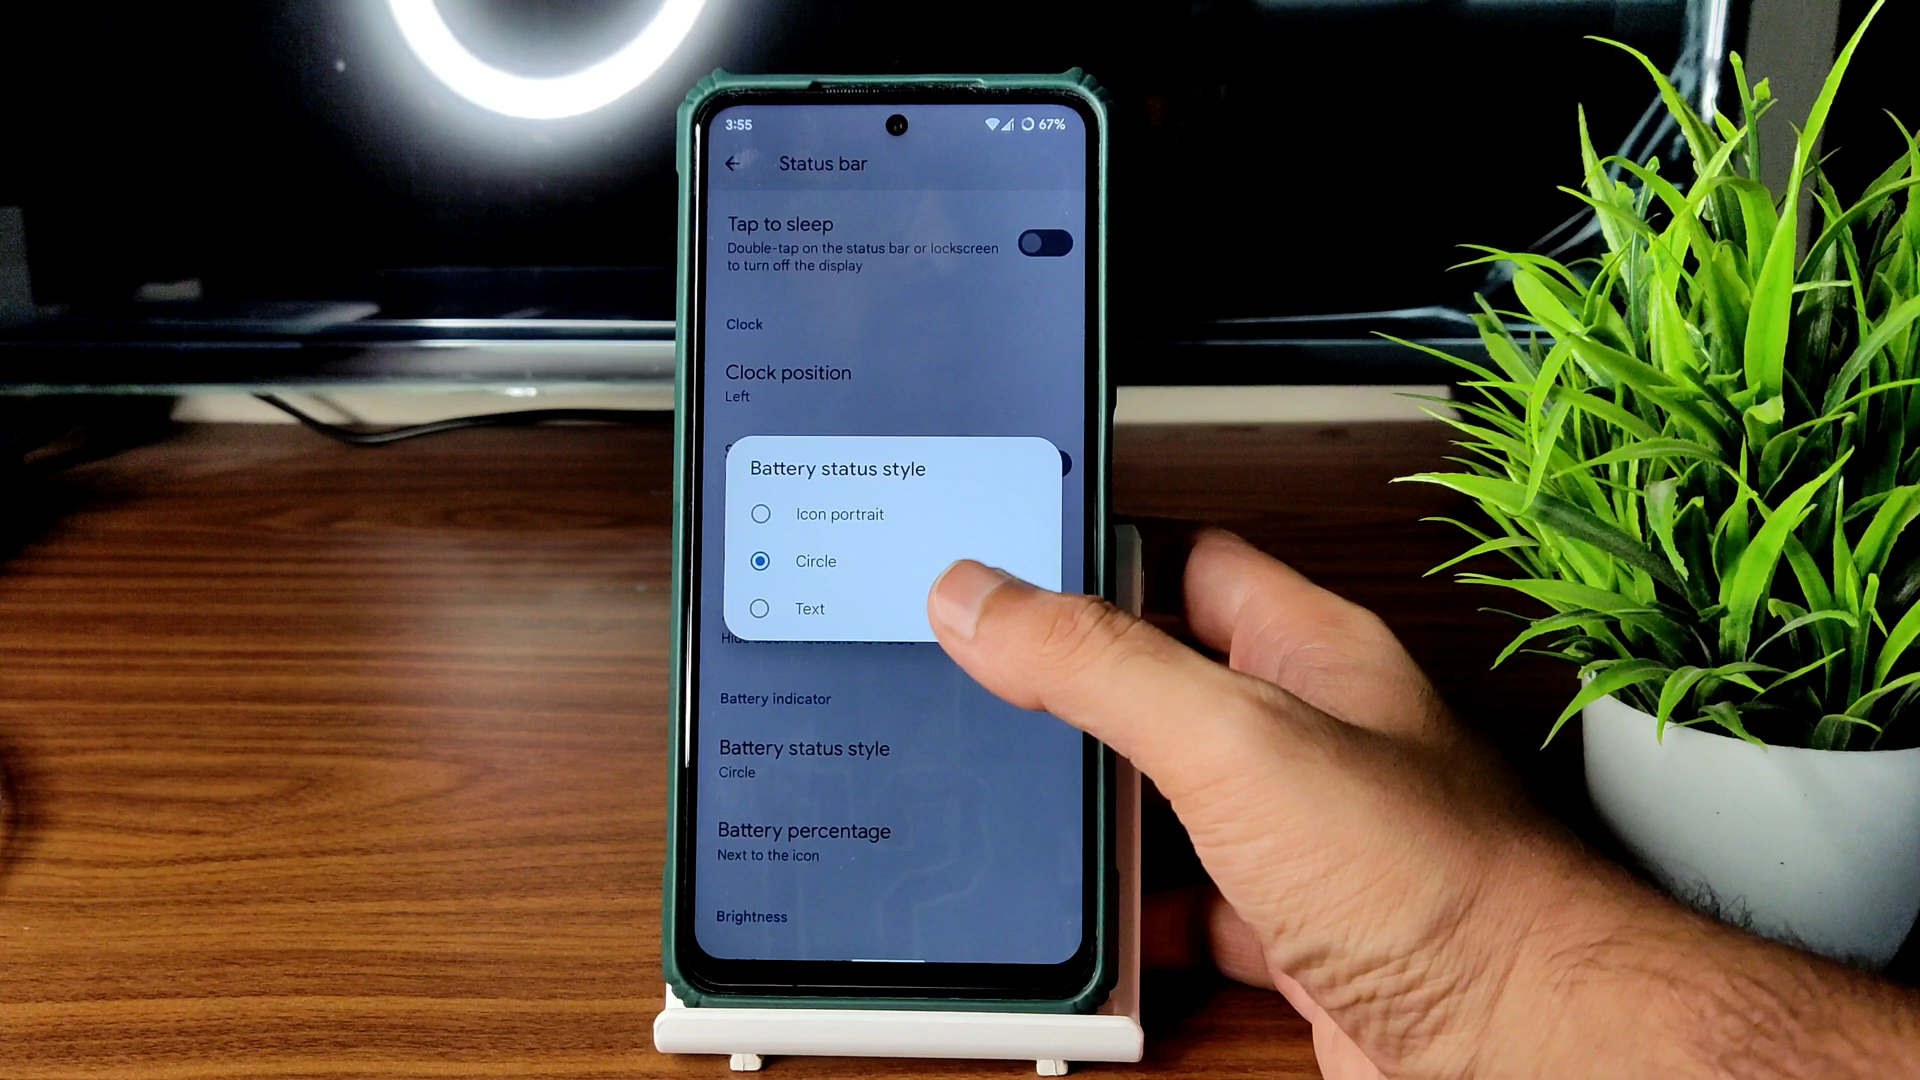 3:55 67%
Status bar
Tap to sleep
Double-tap on the status bar or lockscreen
to turn off the display
Clock
Clock position
Left
Battery status style
Icon portrait
Circle
Text
Battery indicator
Battery status style
Circle
Battery percentage
Next to the icon
Brightness